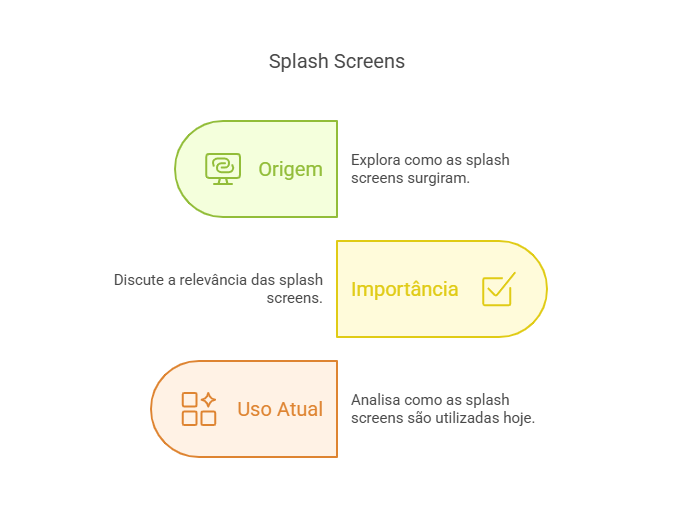 Splash Screens
Origem
Explora como as splash
screens surgiram.
Discute a relevância das splash
screens.
Importância
Uso Atual
Analisa como as splash
screens são utilizadas hoje.